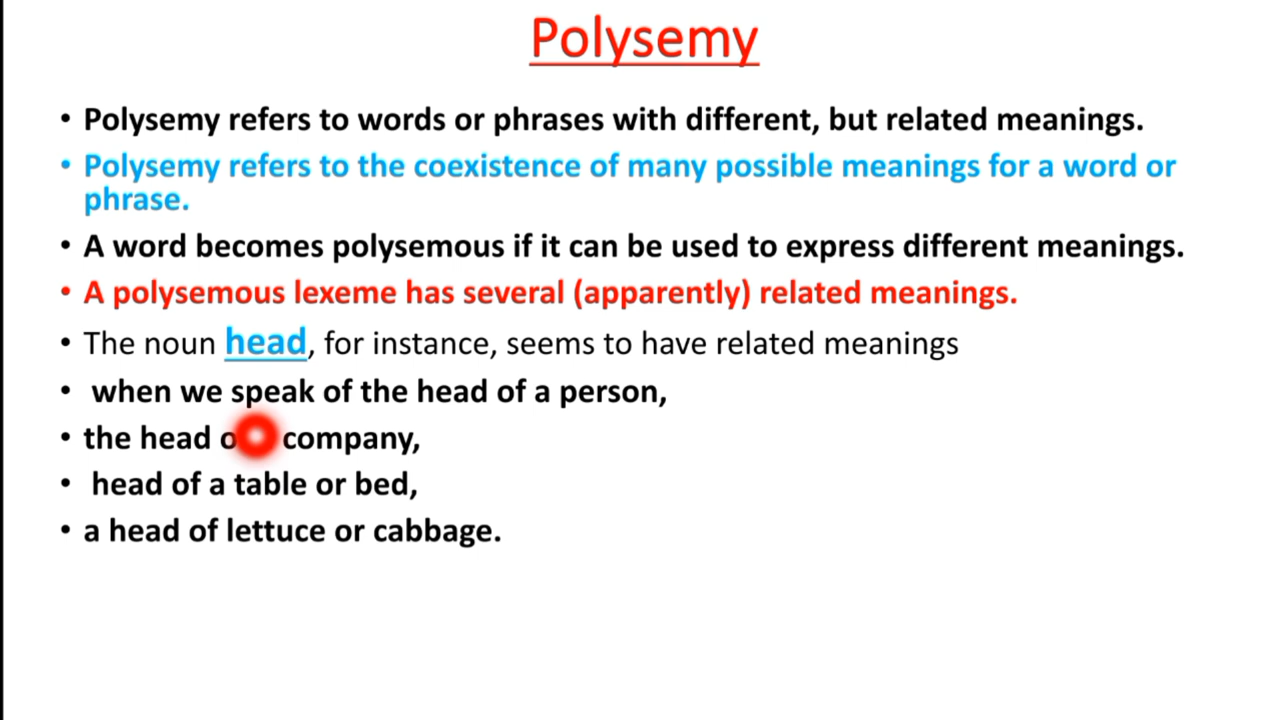 Polysemy
• Polysemy refers to words or phrases with different, but related meanings.
• Polysemy refers to the coexistence of many possible meanings for a word or
phrase.
• A word becomes polysemous if it can be used to express different meanings.
• A polysemous lexeme has several (apparently) related meanings.
• The noun head, for instance, seems to have related meanings
• when we speak of the head of a person,
• the head company,
• head of a table or bed,
• a head of lettuce or cabbage.